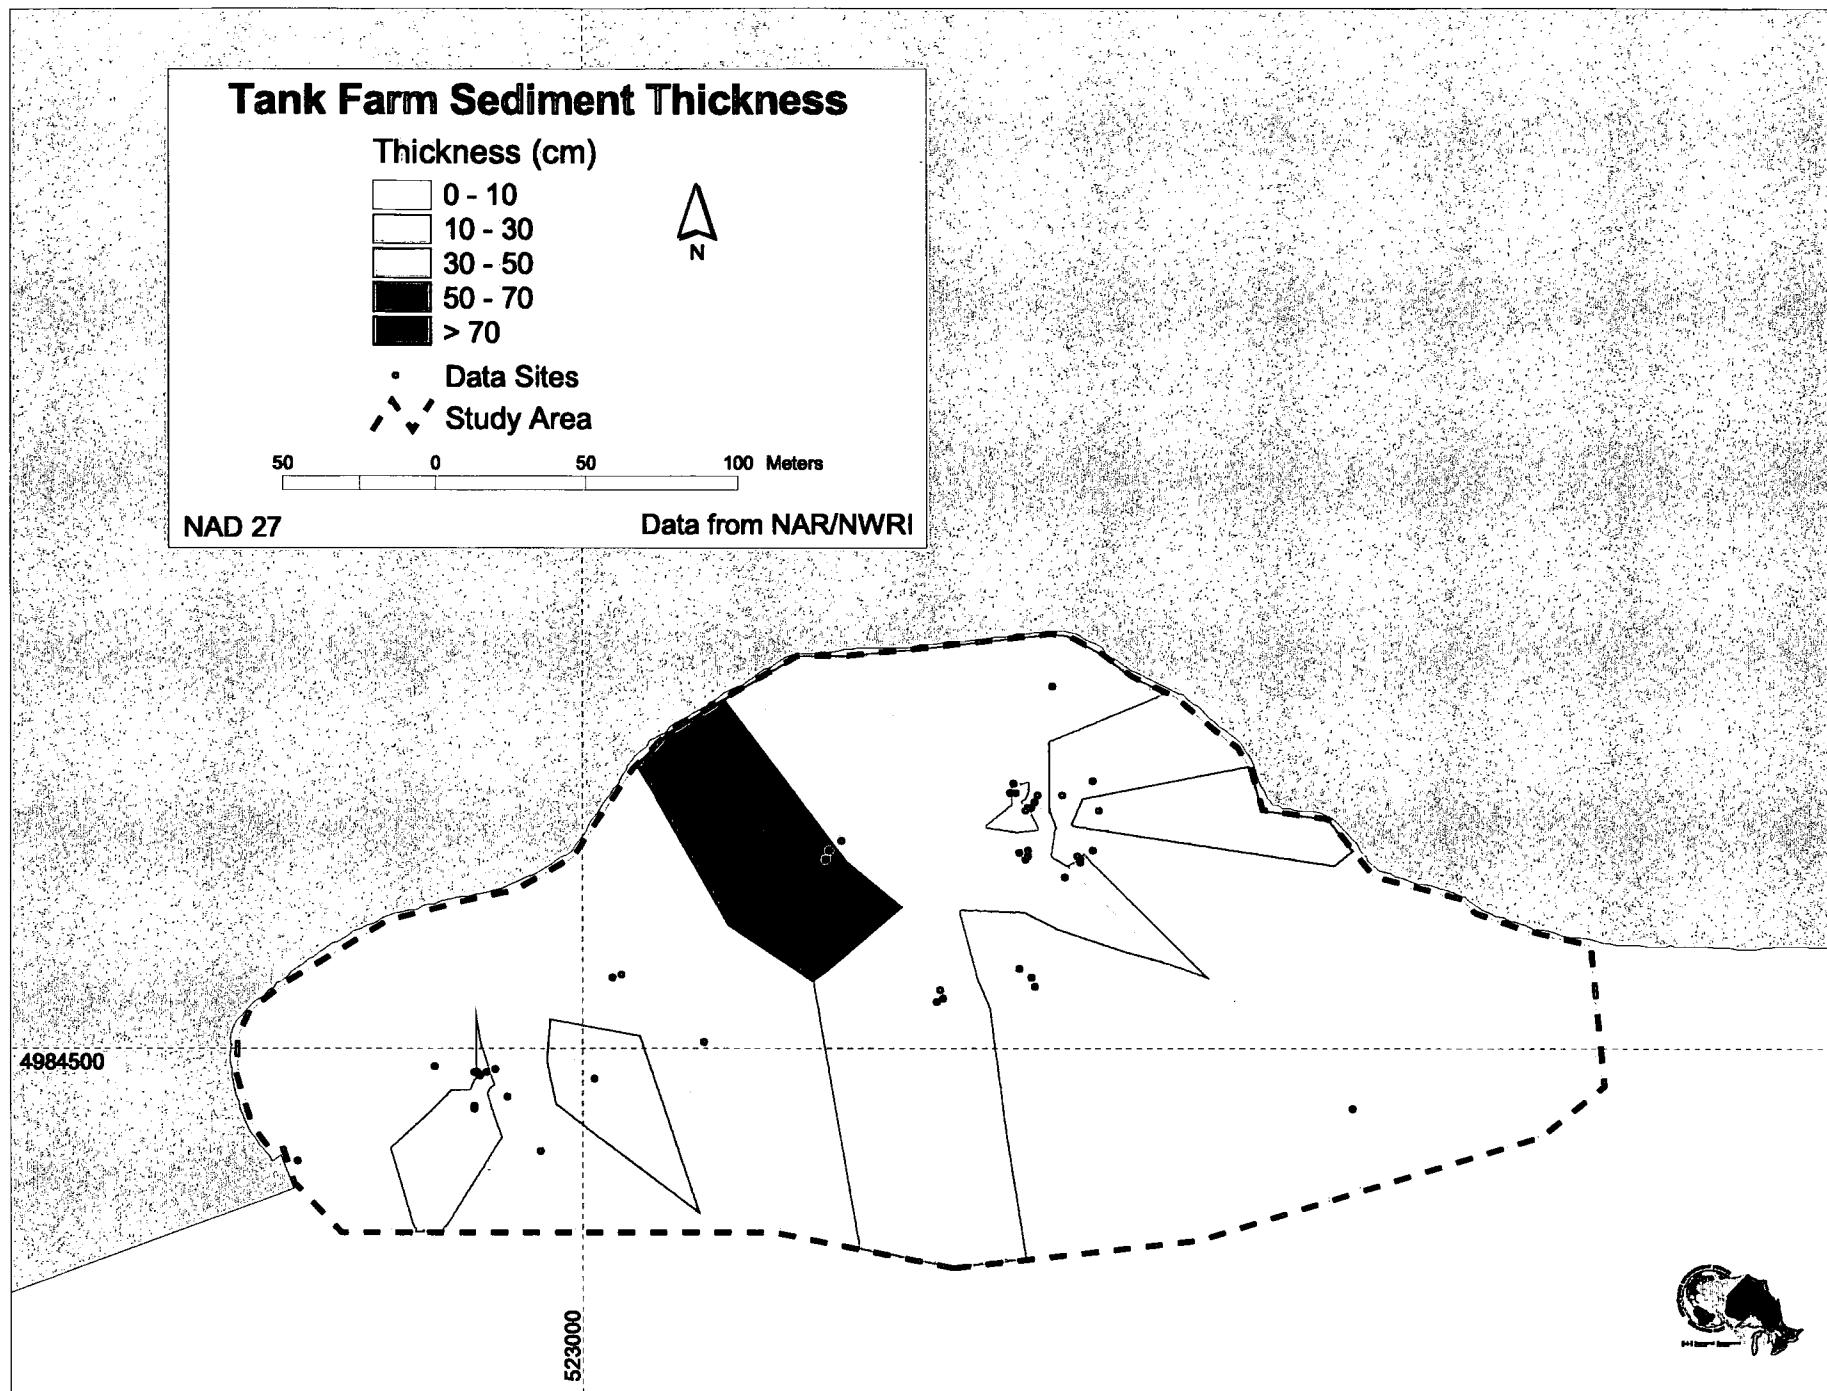 Tank Farm Sediment Thickness
Thickness (cm)
0 - 10
10 - 30
30 - 50
50 - 70
> 70
N
Data Sites
Study Area
50 0 50 100 Meters
NAD 27
Data from NAR/NWRI
4984500
523000